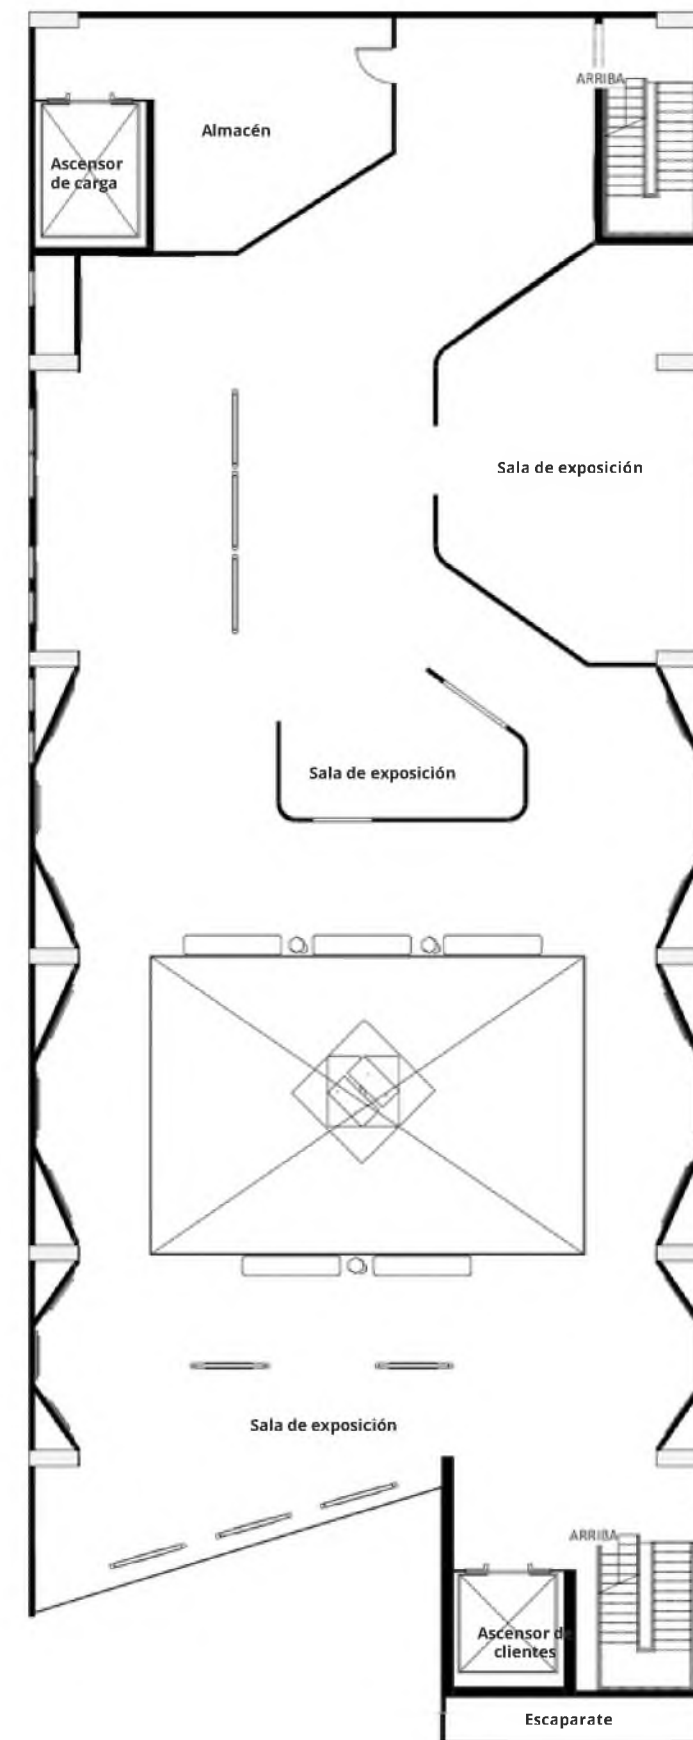 ARRIBA
Almacén
Ascensor
de carga
Sala de exposición
Sala de exposición
Sala de exposición
ARRIBA
Ascensor de
clientes
Escaparate